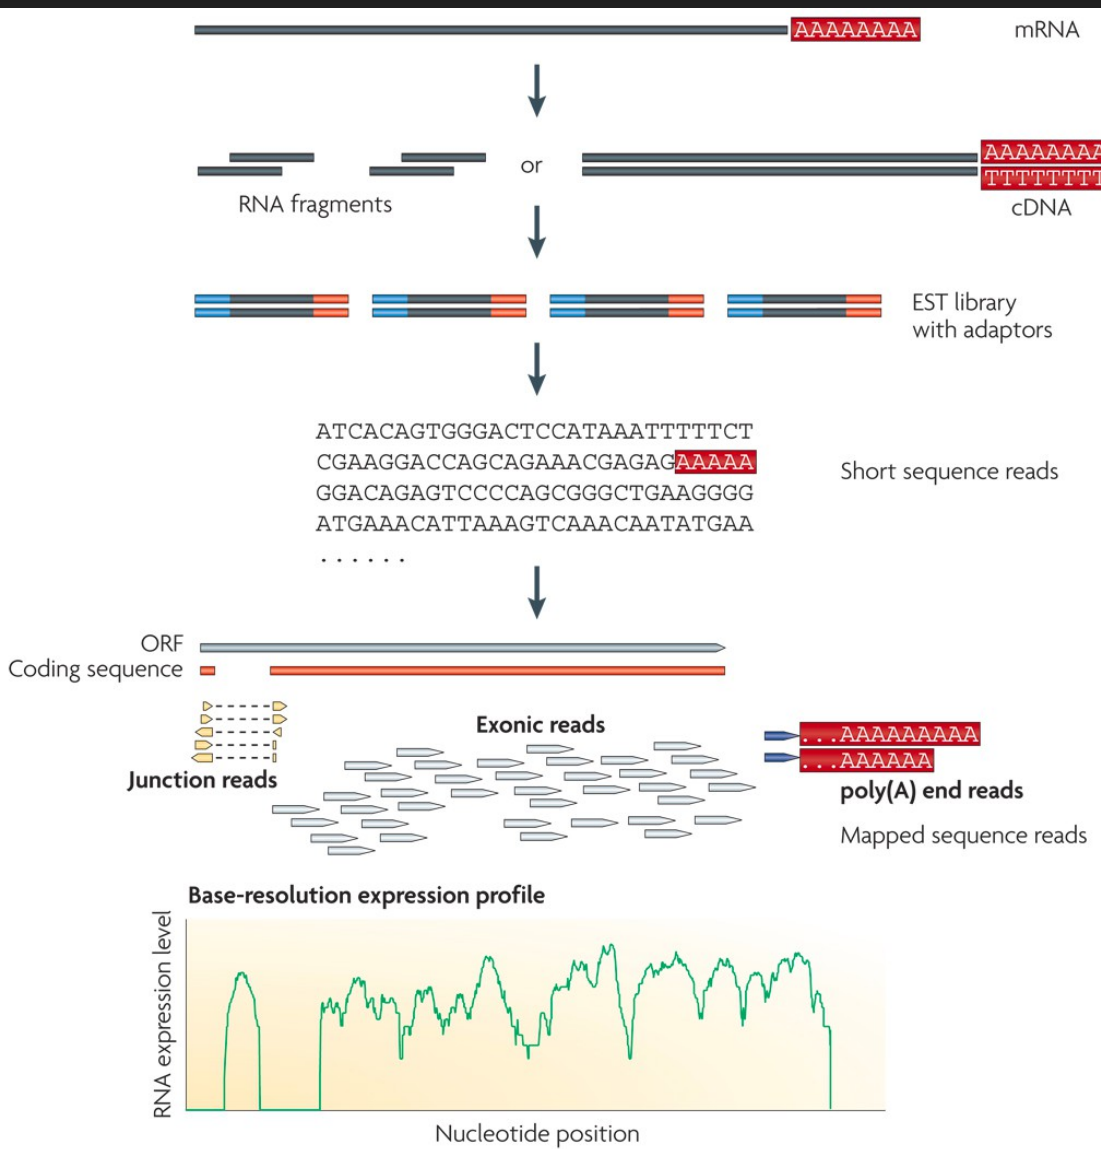 AAAAAAAA
mRNA
or
AAAAAAAA
TTTTTTTT
RNA fragments
cDNA
EST library
with adaptors
ATCACAGTGGGACTCCATAAATTTTTCT
CGAAGGACCAGCAGAAACGAGAGAAAAA
GGACAGAGTCCCCAGCGGGCTGAAGGGG
ATGAAACATTAAAGTCAAACAATATGAA
......
Short sequence reads
ORF
Coding sequence
Junction reads
Exonic reads
...AAAAAAAAA
...AAAAAA
poly(A) end reads
Mapped sequence reads
Base-resolution expression profile
RNA expression level
Nucleotide position